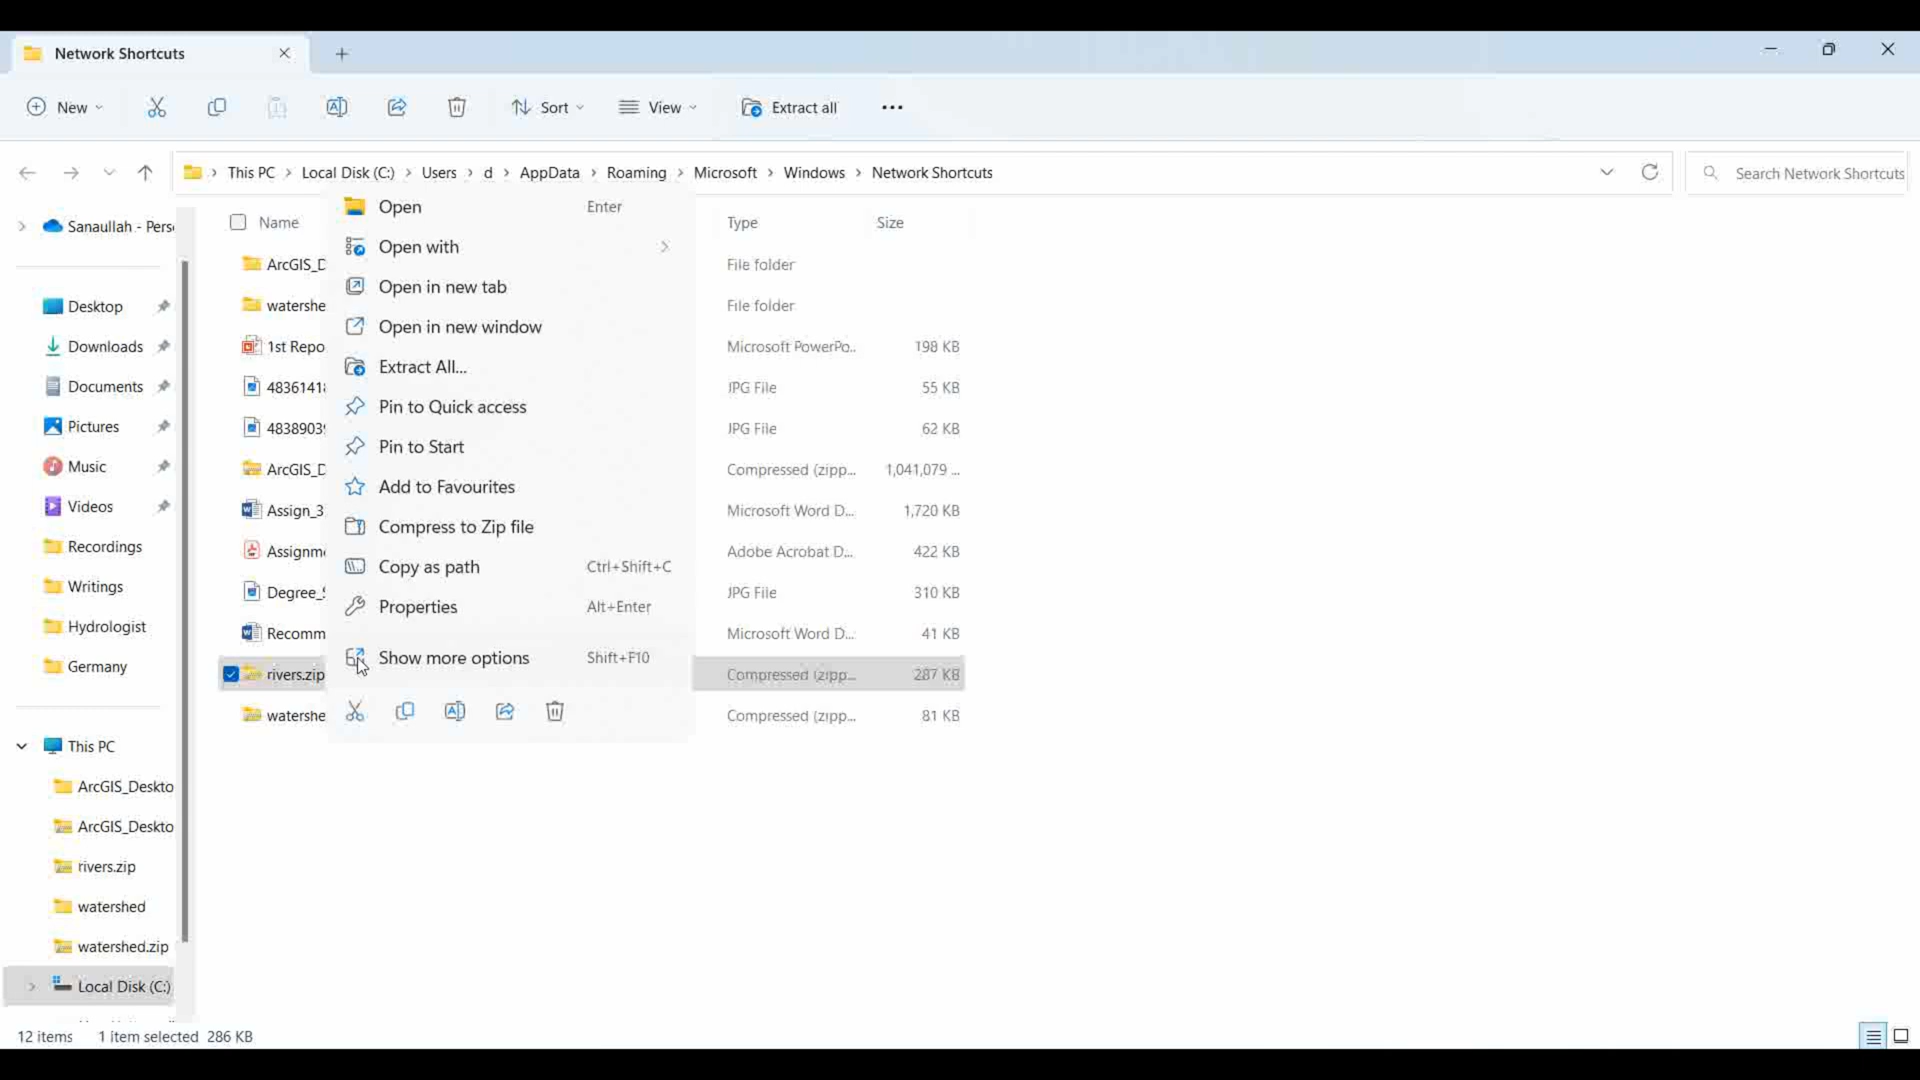 Network Shortcuts
New
Sort
View
Extract all
This PC > Local Disk (C:) > Users > d > AppData > Roaming > Microsoft > Windows > Network Shortcuts
Search Network Shortcuts
Sanaullah - Pers
Desktop
Downloads
Documents
Pictures
Music
Videos
Recordings
Writings
Hydrologist
Germany
This PC
ArcGIS_Deskto
ArcGIS_Deskto
rivers.zip
watershed
watershed.zip
Local Disk (C:)
Name Type Size
ArcGIS_D File folder
watershe File folder
1st Repo Microsoft PowerPo... 198 KB
4836141 JPG File 55 KB
4838903 JPG File 62 KB
ArcGIS_D Compressed (zipp... 1,041,079 ...
Assign_3 Microsoft Word D... 1,720 KB
Assignm Adobe Acrobat D... 422 KB
Degree_S JPG File 310 KB
Recomm Microsoft Word D... 41 KB
rivers.zip Compressed (zipp... 287 KB
watershe Compressed (zipp... 81 KB
Open Enter
Open with
Open in new tab
Open in new window
Extract All...
Pin to Quick access
Pin to Start
Add to Favourites
Compress to Zip file
Copy as path Ctrl+Shift+C
Properties Alt+Enter
Show more options Shift+F10
12 items 1 item selected 286 KB